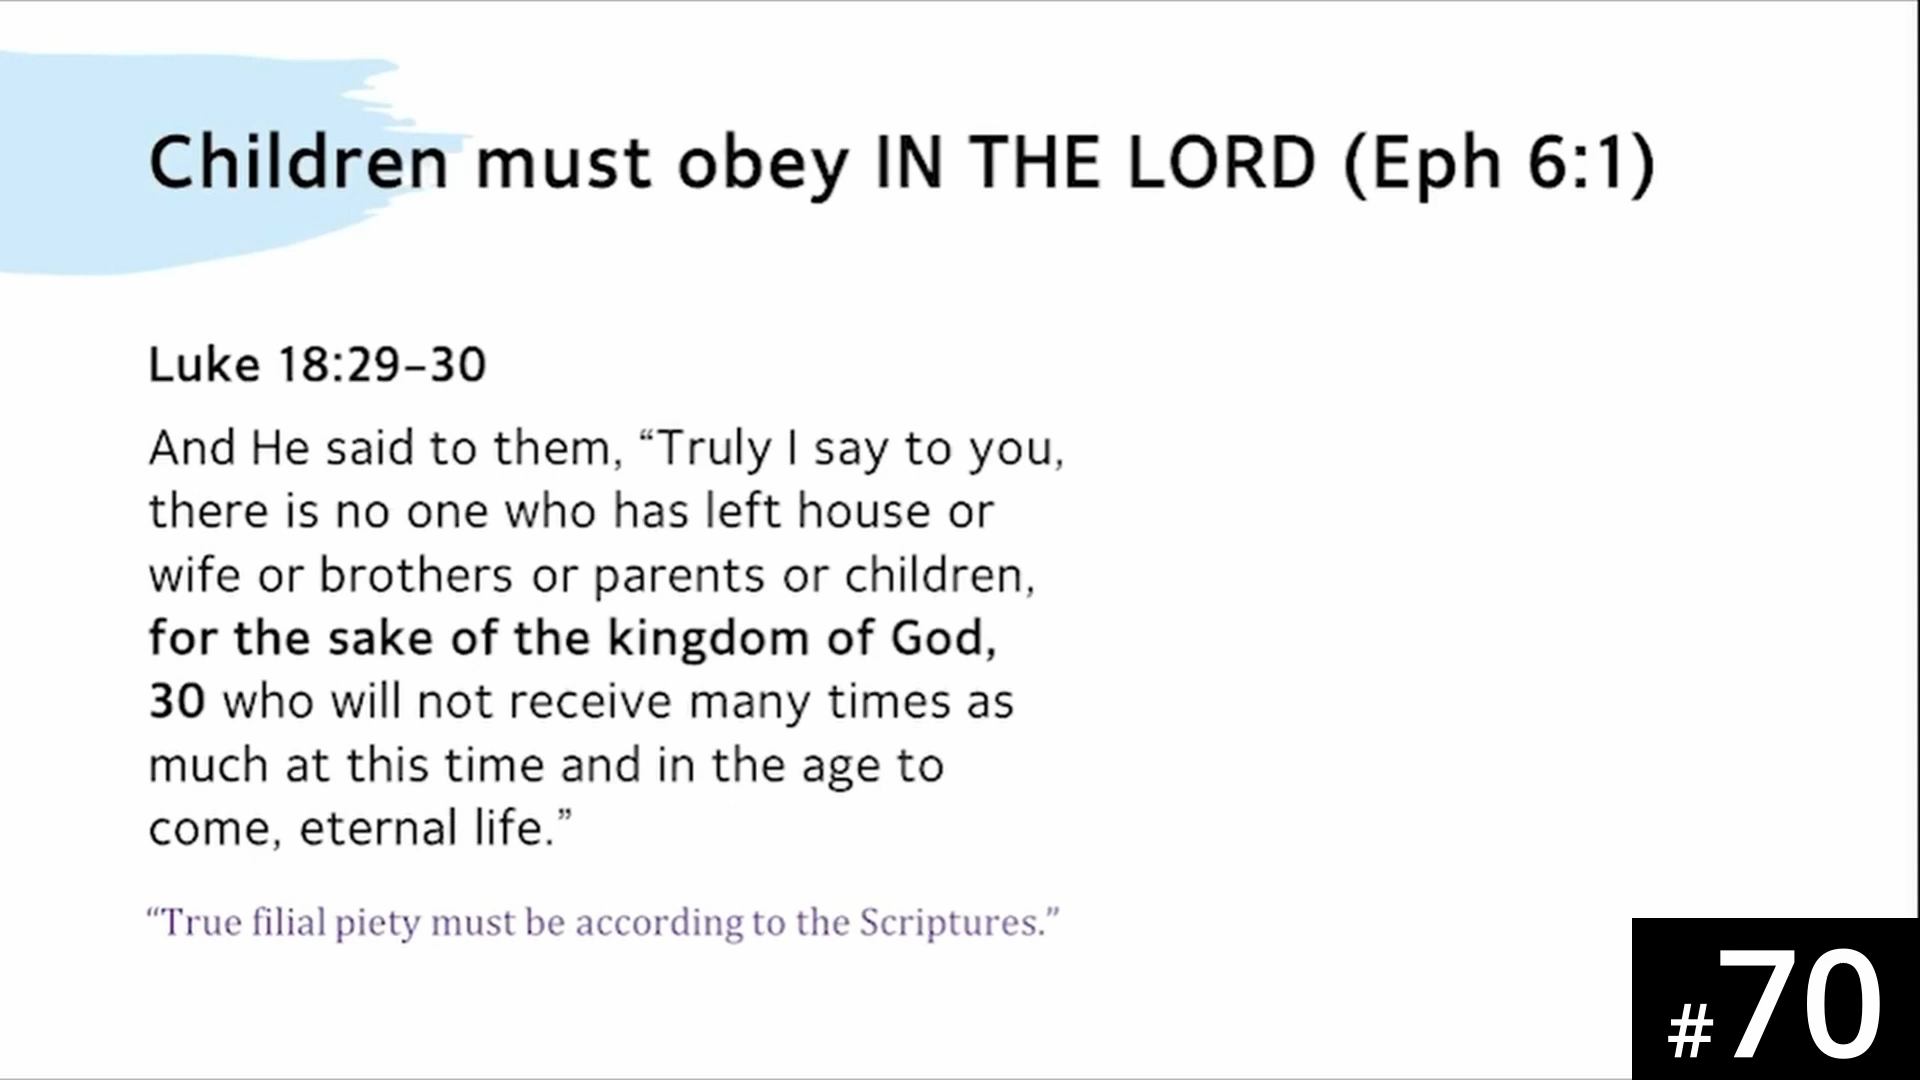 Children must obey IN THE LORD (Eph 6:1)
Luke 18:29–30
And He said to them, “Truly I say to you,
there is no one who has left house or
wife or brothers or parents or children,
for the sake of the kingdom of God,
30 who will not receive many times as
much at this time and in the age to
come, eternal life.”
“True filial piety must be according to the Scriptures.”
#70